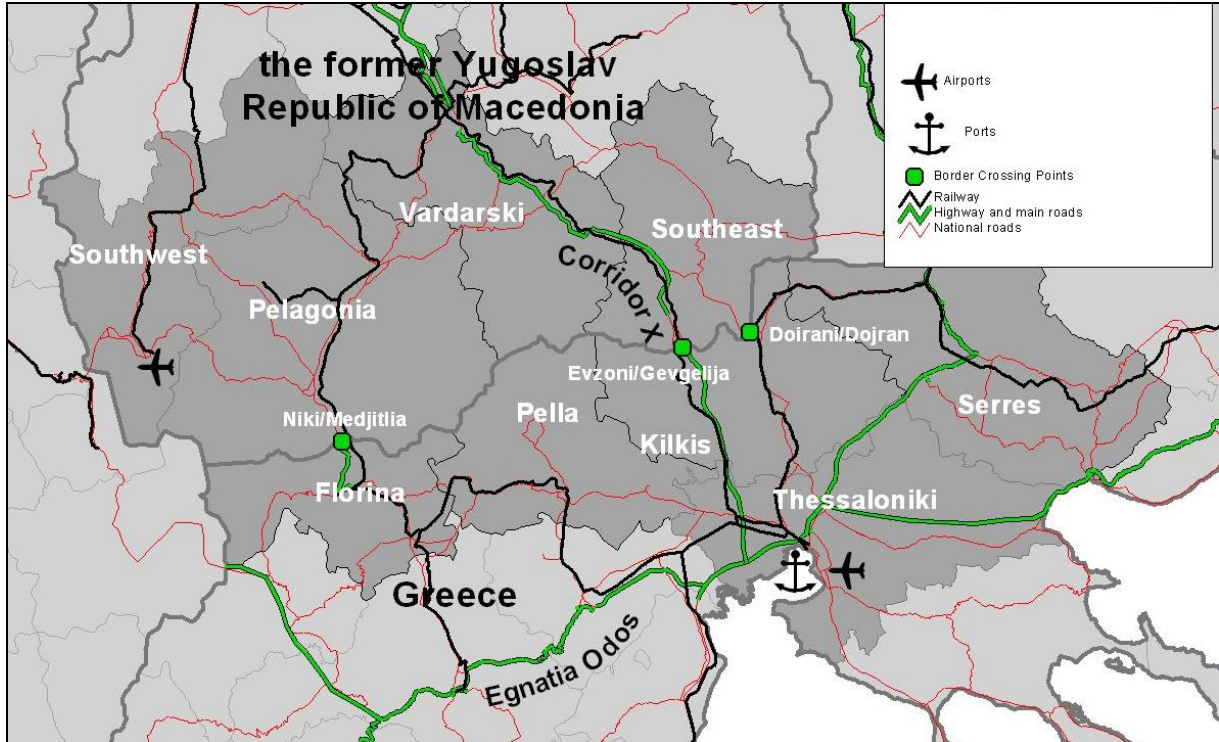 the former Yugoslav
Republic of Macedonia
Airports
Ports
Border Crossing Points
Railway
Highway and main roads
National roads
Vardarski
Southeast
Southwest
Corridor X
Pelagonia
Doirani/Dojran
Evzoni/Gevgelija
Serres
Niki/Medjitlia
Pella
Kilkis
Florina
Thessaloniki
Greece
Egnatia Odos